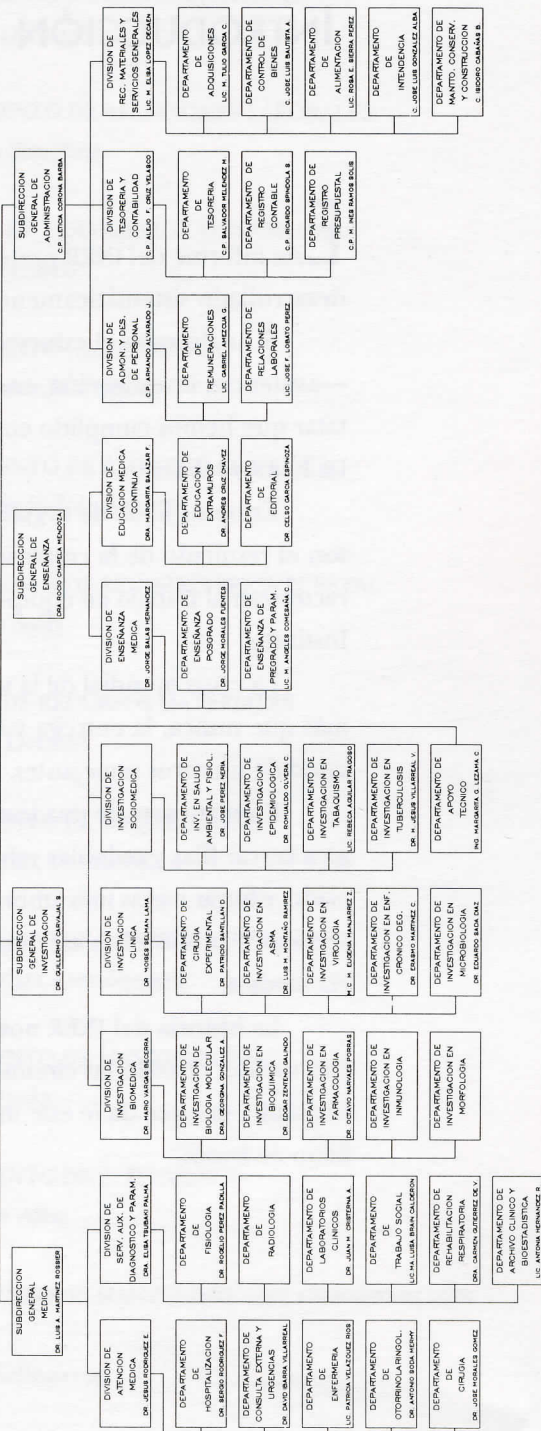 SUBDIRECCION
GENERAL
MEDICA
DR. LUIS A. MARTINEZ ROSSIER
SUBDIRECCION
GENERAL DE
INVESTIGACION
DR. GUILLERMO CARVAJAL S.
SUBDIRECCION
GENERAL DE
ENSEÑANZA
DRA ROCIO CHAPELA MENDOZA
SUBDIRECCION
GENERAL DE
ADMINISTRACION
C.P. LETICIA CORONA BARBA
DIVISION DE
ATENCION
MEDICA
DR. JESUS RODRIGUEZ E.
DEPARTAMENTO
DE
HOSPITALIZACION
DR. SERGIO RODRIGUEZ F.
DEPARTAMENTO DE
CONSULTA EXTERNA Y
URGENCIAS
DR. DAVID IBARRA VILLARREAL
DEPARTAMENTO
DE
ENFERMERIA
LIC. PATRICIA VELAZQUEZ RIOS
DEPARTAMENTO
DE
OTORRINOLARINGOL.
DR. ANTONIO SODA MERHY
DEPARTAMENTO
DE
CIRUGIA
DR. JOSE MORALES GOMEZ
DIVISION DE
SERV. AUX. DE
DIAGNOSTICO Y PARAM.
DRA. ELISA TSUBAKI PALMA
DEPARTAMENTO
DE
FISIOLOGIA
DR. ROGELIO PEREZ PADILLA
DEPARTAMENTO
DE
RADIOLOGIA
DEPARTAMENTO DE
LABORATORIOS
CLINICOS
DR. JUAN M. CRISTERNA A.
DEPARTAMENTO
DE
TRABAJO SOCIAL
LIC. MA LUISA BRAIN CALDERON
DEPARTAMENTO DE
REHABILITACION
RESPIRATORIA
DRA. CARMEN GUTIERREZ DE V.
DEPARTAMENTO DE
ARCHIVO CLINICO Y
BIOESTADISTICA
LIC. ANTONIA HERNANDEZ R.
DIVISION DE
INVESTIGACION
BIOMEDICA
DR. MARIO VARGAS BECERRA
DEPARTAMENTO DE
INVESTIGACION DE
BIOLOGIA MOLECULAR
DRA. GEORGINA GONZALEZ A.
DEPARTAMENTO DE
INVESTIGACION EN
BIOQUIMICA
DR. EDGAR ZENTENO GALINDO
DEPARTAMENTO DE
INVESTIGACION EN
FARMACOLOGIA
DR. OCTAVIO NARVAES PORRAS
DEPARTAMENTO DE
INVESTIGACION EN
INMUNOLOGIA
DEPARTAMENTO DE
INVESTIGACION EN
MORFOLOGIA
DIVISION DE
INVESTIACION
CLINICA
DR. MOISES SELMAN LAMA
DEPARTAMENTO DE
CIRUGIA
EXPERIMENTAL
DR. PATRICIO SANTILLAN D.
DEPARTAMENTO DE
INVESTIGACION EN
ASMA
DR. LUIS M. MONTAÑO RAMIREZ
DEPARTAMENTO DE
INVESTIGACION EN
VIROLOGIA
M. C. M. EUGENIA MANJARREZ Z.
DEPARTAMENTO DE
INVESTIGACION EN ENF.
CRONICO DEG.
DR. ERASMO MARTINEZ C.
DEPARTAMENTO DE
INVESTIGACION EN
MICROBIOLOGIA
DR. EDUARDO SADA DIAZ
DIVISION DE
INVESTIGACION
SOCIOMEDICA
DEPARTAMENTO DE
INV. EN SALUD
AMBIENTAL Y FISIOL.
DR. JOSE PEREZ NERIA
DEPARTAMENTO DE
INVESTIGACION
EPIDEMIOLOGICA
DR. ROMUALDO OLVERA C.
DEPARTAMENTO DE
INVESTIGACION EN
TABAQUISMO
LIC. REBECA AGUILAR FRAGOSO
DEPARTAMENTO DE
INVESTIGACION EN
TUBERCULOSIS
DR. M. JESUS VILLARREAL V.
DEPARTAMENTO DE
APOYO
TECNICO
ING. MARGARITA G. LEZAMA C.
DIVISION DE
ENSEÑANZA
MEDICA
DR. JORGE SALAS HERNANDEZ
DEPARTAMENTO DE
ENSEÑANZA
POSGRADO
DR. JORGE MORALES FUENTES
DEPARTAMENTO DE
ENSEÑANZA DE
PREGRADO Y PARAM.
LIC. M. ANGELES COMESAÑA C.
DIVISION DE
EDUCACION MEDICA
CONTINUA
DRA. MARGARITA SALAZAR F.
DEPARTAMENTO DE
EDUCACION
EXTRAMUROS
DR. ANDRES CRUZ CHAVEZ
DEPARTAMENTO
DE
EDITORIAL
DR. CELSO GARCIA ESPINOZA
DIVISION DE
ADMON. Y DES.
DE PERSONAL
C.P. ARMANDO ALVARADO J.
DEPARTAMENTO
DE
REMUNERACIONES
LIC. GABRIEL AMEZCUA G.
DEPARTAMENTO DE
RELACIONES
LABORALES
LIC. JOSE F. LOBATO PEREZ
DIVISION DE
TESORERIA Y
CONTABILIDAD
C.P. ALEJO F. CRUZ VELASCO
DEPARTAMENTO
DE
TESORERIA
C.P. SALVADOR MELENDEZ M.
DEPARTAMENTO DE
REGISTRO
CONTABLE
C.P. RICARDO SPINDOLA S.
DEPARTAMENTO DE
REGISTRO
PRESUPUESTAL
C.P. M. INES RAMOS SOLIS
DIVISION DE
REC. MATERIALES Y
SERVICIOS GENERALES
LIC. M. ELISA LOPEZ DECAEN
DEPARTAMENTO
DE
ADQUISICIONES
LIC. M. TULIO GARCIA C.
DEPARTAMENTO DE
CONTROL DE
BIENES
C. JOSE LUIS BAUTISTA A.
DEPARTAMENTO
DE
ALIMENTACION
LIC. ROSA E. SIERRA PEREZ
DEPARTAMENTO
DE
INTENDENCIA
C. JOSE LUIS GONZALEZ ALBA
DEPARTAMENTO DE
MANTTO. CONSERV.
Y CONSTRUCCION
C. ISIDORO CABAÑAS B.